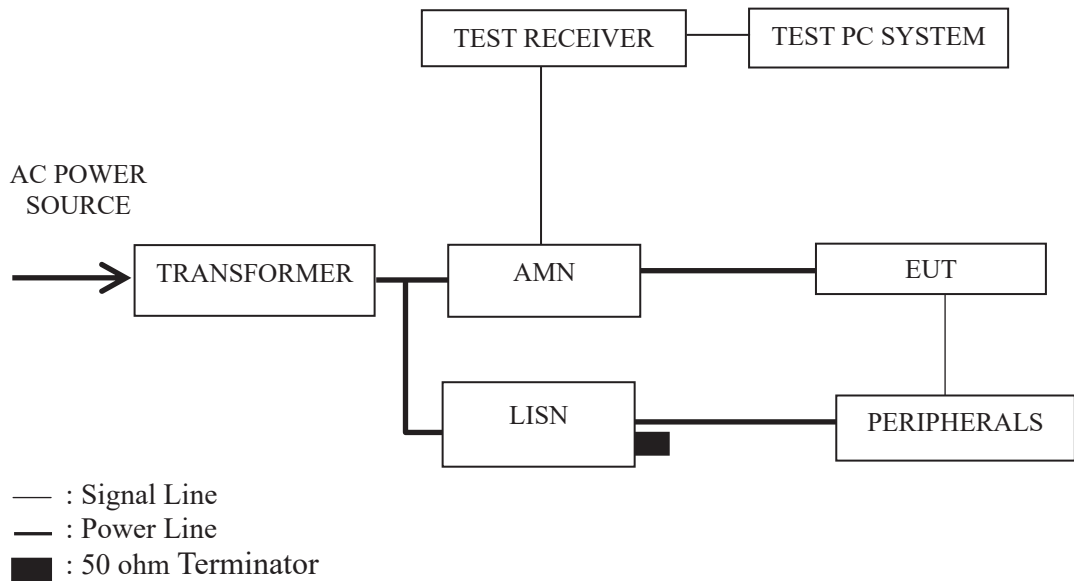 TEST RECEIVER
TEST PC SYSTEM
AC POWER
SOURCE
TRANSFORMER
AMN
EUT
LISN
PERIPHERALS
: Signal Line
: Power Line
: 50 ohm Terminator